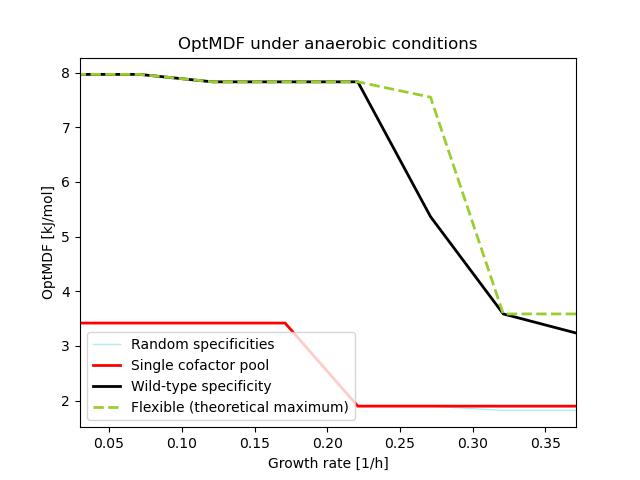 OptMDF under anaerobic conditions
OptMDF [kJ/mol]
8
7
6
5
4
3
2
Random specificities
Single cofactor pool
Wild-type specificity
Flexible (theoretical maximum)
0.05 0.10 0.15 0.20 0.25 0.30 0.35
Growth rate [1/h]